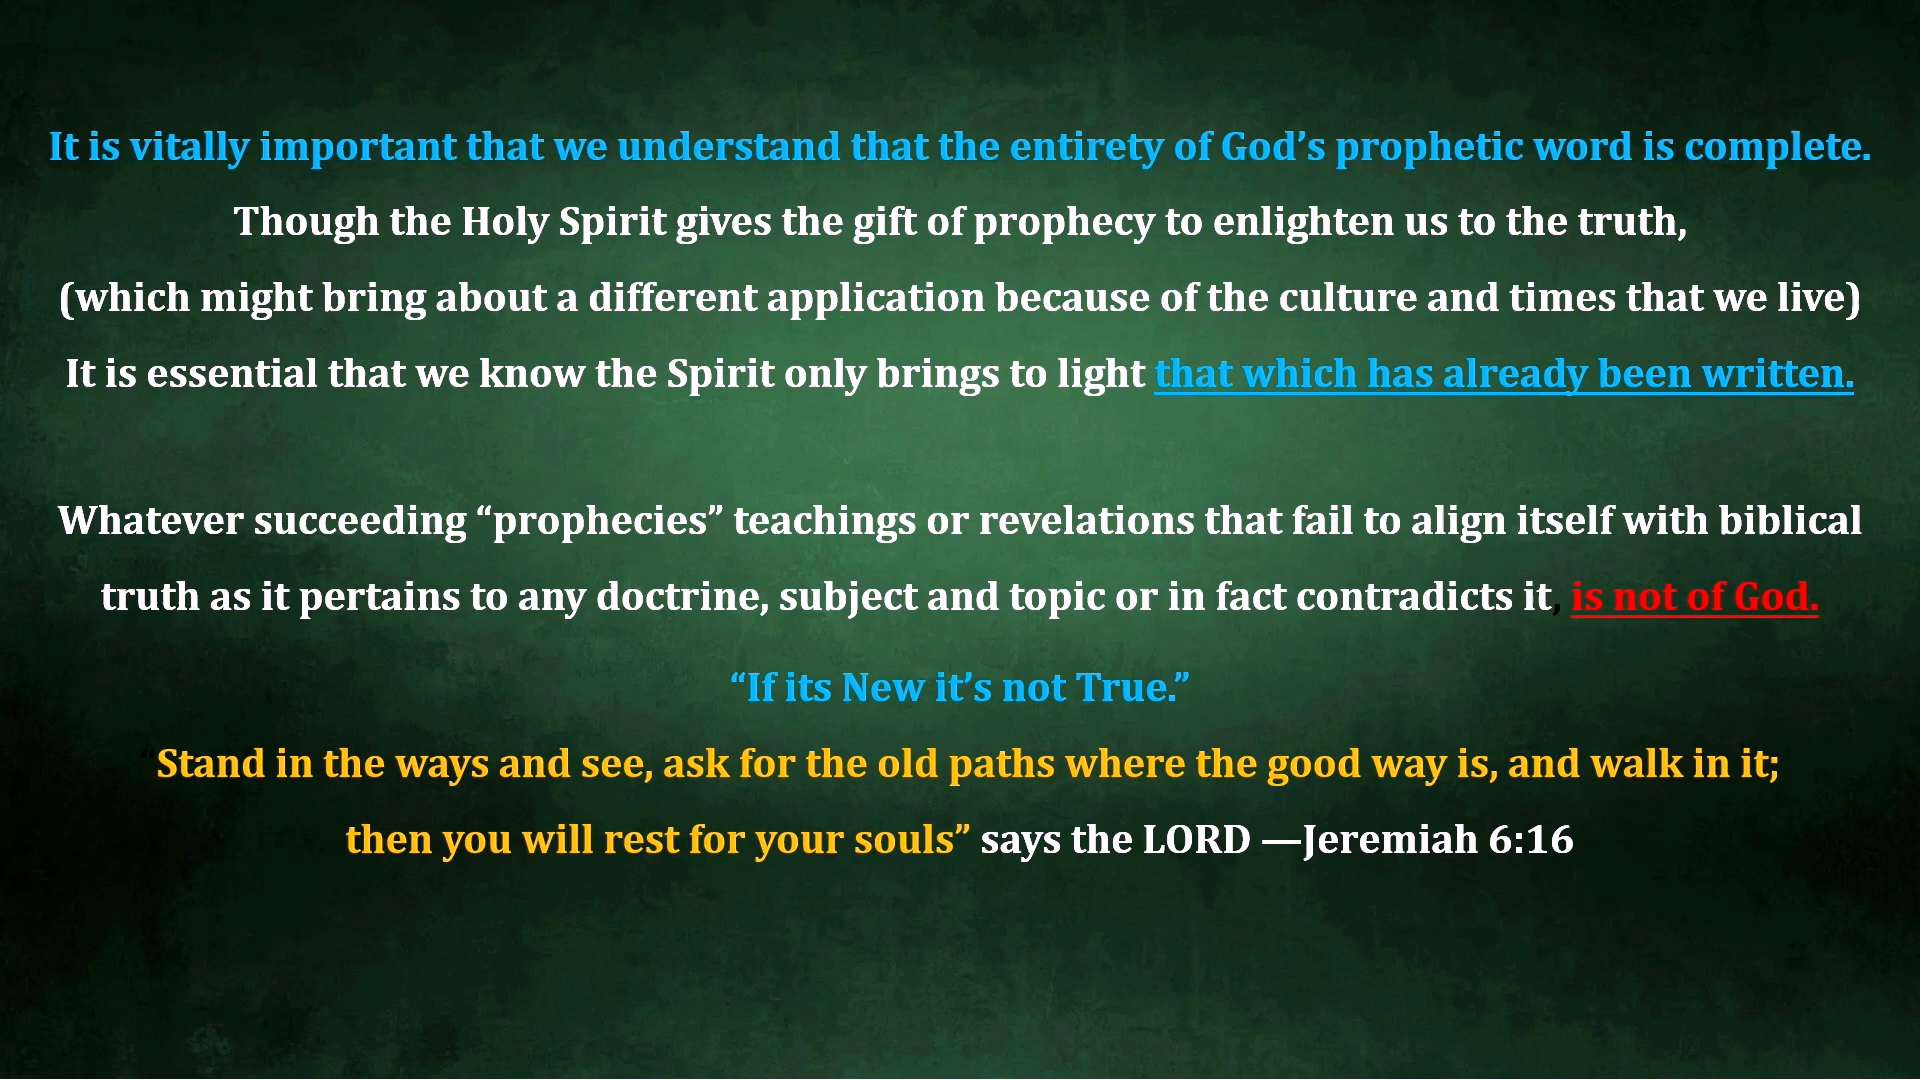 It is vitally important that we understand that the entirety of God’s prophetic word is complete.
Though the Holy Spirit gives the gift of prophecy to enlighten us to the truth,
(which might bring about a different application because of the culture and times that we live)
It is essential that we know the Spirit only brings to light that which has already been written.
Whatever succeeding “prophecies” teachings or revelations that fail to align itself with biblical
truth as it pertains to any doctrine, subject and topic or in fact contradicts it, is not of God.
“If its New it’s not True.”
“Stand in the ways and see, ask for the old paths where the good way is, and walk in it;
then you will rest for your souls” says the LORD —Jeremiah 6:16